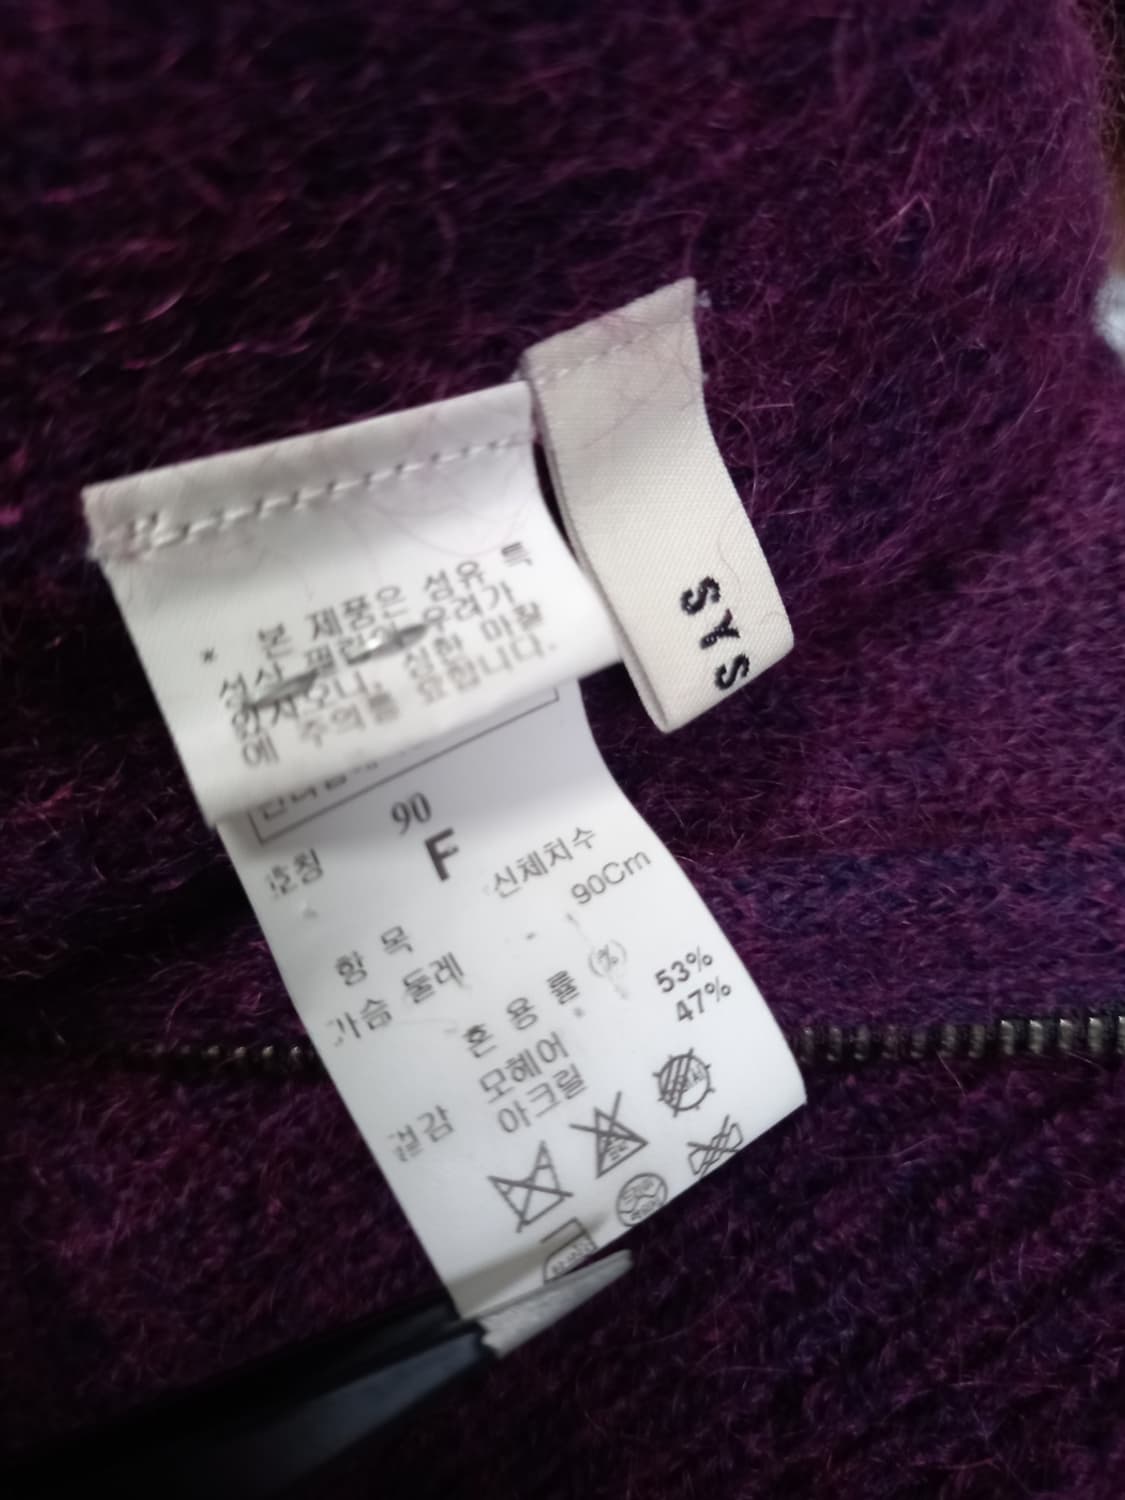 * 본 제품은 섬유 특
성상 필링의 우려가
있사오니, 심한 마찰
에 주의를 요합니다.
SYS
90
호칭 F
신체치수
항 목 90Cm
가슴 둘레
혼 용 률 (%)
모헤어 53%
겉감 아크릴 47%